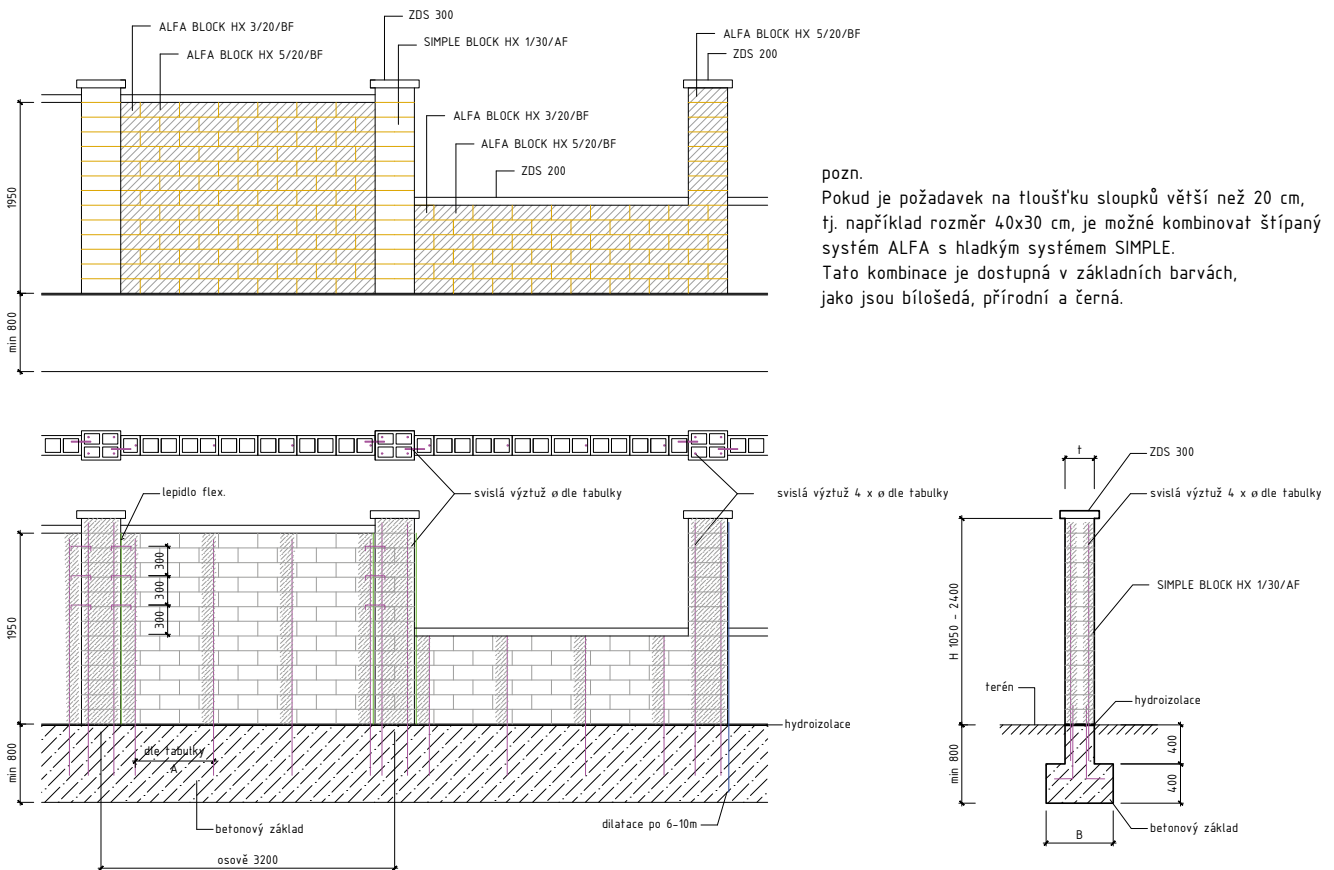 ZDS 300
ALFA BLOCK HX 3/20/BF
SIMPLE BLOCK HX 1/30/AF
ALFA BLOCK HX 5/20/BF
ALFA BLOCK HX 5/20/BF
ZDS 200
ALFA BLOCK HX 3/20/BF
ALFA BLOCK HX 5/20/BF
ZDS 200
1950
min 800
pozn.
Pokud je požadavek na tloušťku sloupků větší než 20 cm,
tj. například rozměr 40x30 cm, je možné kombinovat štípaný
systém ALFA s hladkým systémem SIMPLE.
Tato kombinace je dostupná v základních barvách,
jako jsou bílošedá, přírodní a černá.
lepidlo flex.
svislá výztuž ø dle tabulky
svislá výztuž 4 x ø dle tabulky
300
300
300
1950
min 800
hydroizolace
dle tabulky
A
betonový základ
dilatace po 6-10m
osově 3200
t
ZDS 300
svislá výztuž 4 x ø dle tabulky
SIMPLE BLOCK HX 1/30/AF
H 1050 - 2400
terén
hydroizolace
min 800
400
400
betonový základ
B